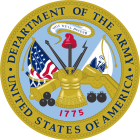 DEPARTMENT OF THE ARMY
1775
UNITED STATES OF AMERICA